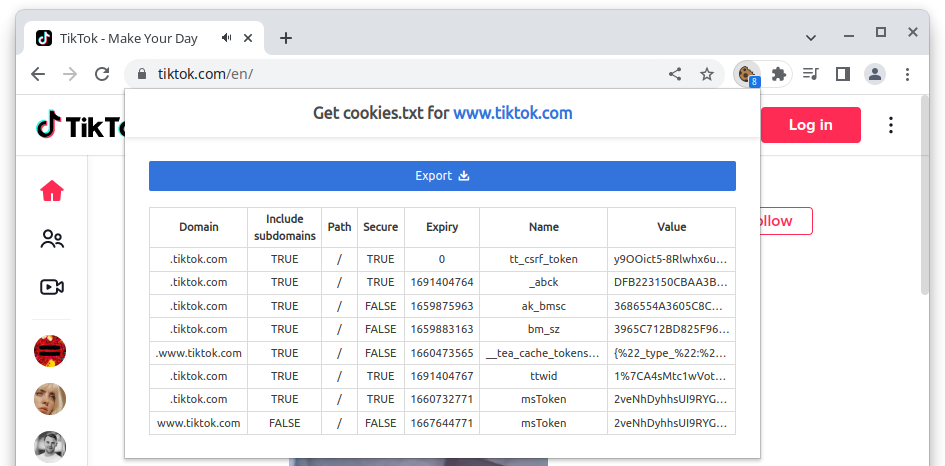 TikTok - Make Your Day
tiktok.com/en/
8
Get cookies.txt for www.tiktok.com
TikT
Log in
Export
ollow
Domain Include subdomains Path Secure Expiry Name Value
.tiktok.com TRUE / TRUE 0 tt_csrf_token y9OOict5-8Rlwhx6u...
.tiktok.com TRUE / TRUE 1691404764 _abck DFB223150CBAA3B...
.tiktok.com TRUE / FALSE 1659875963 ak_bmsc 3686554A3605C8C...
.tiktok.com TRUE / FALSE 1659883163 bm_sz 3965C712BD825F96...
.www.tiktok.com TRUE / FALSE 1660473565 __tea_cache_tokens... {%22_type_%22:%2...
.tiktok.com TRUE / TRUE 1691404767 ttwid 1%7CA4sMtc1wVot...
.tiktok.com TRUE / TRUE 1660732771 msToken 2veNhDyhhsUI9RYG...
www.tiktok.com FALSE / FALSE 1667644771 msToken 2veNhDyhhsUI9RYG...